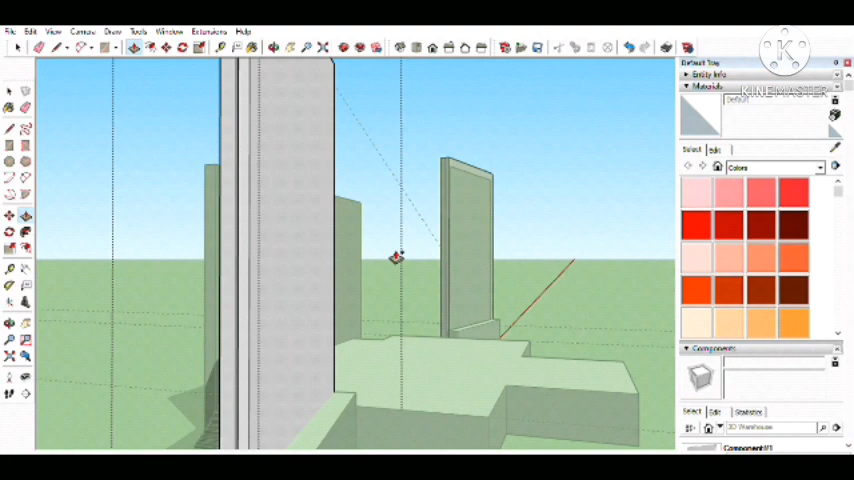 File Edit View Camera Draw Tools Window Extensions Help
K
KINEMASTER
Default Tray
Entity Info
Materials
Default
Select Edit
Colors
Components
Select Edit Statistics
3D Warehouse
Component#1